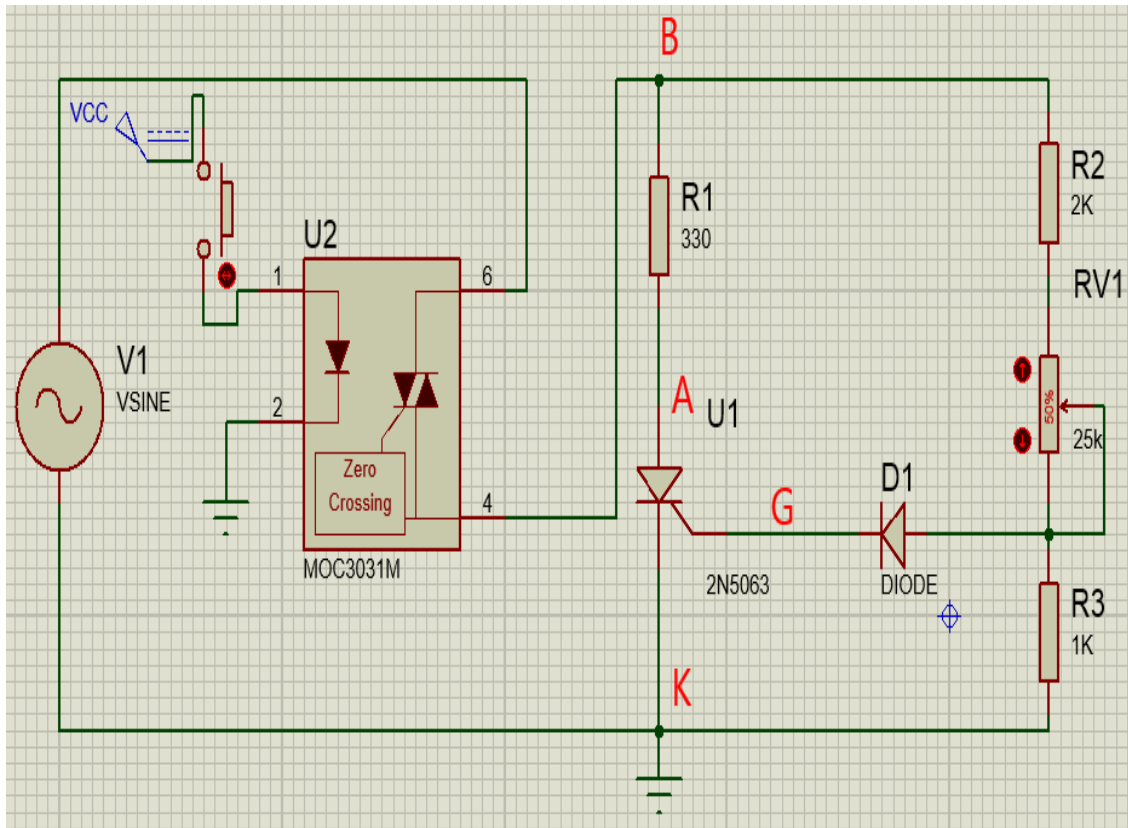 B
VCC
R2
2K
R1
330
U2
1
6
RV1
V1
VSINE
A
U1
50%
25k
2
Zero
Crossing
D1
G
4
MOC3031M
2N5063
DIODE
R3
1K
K